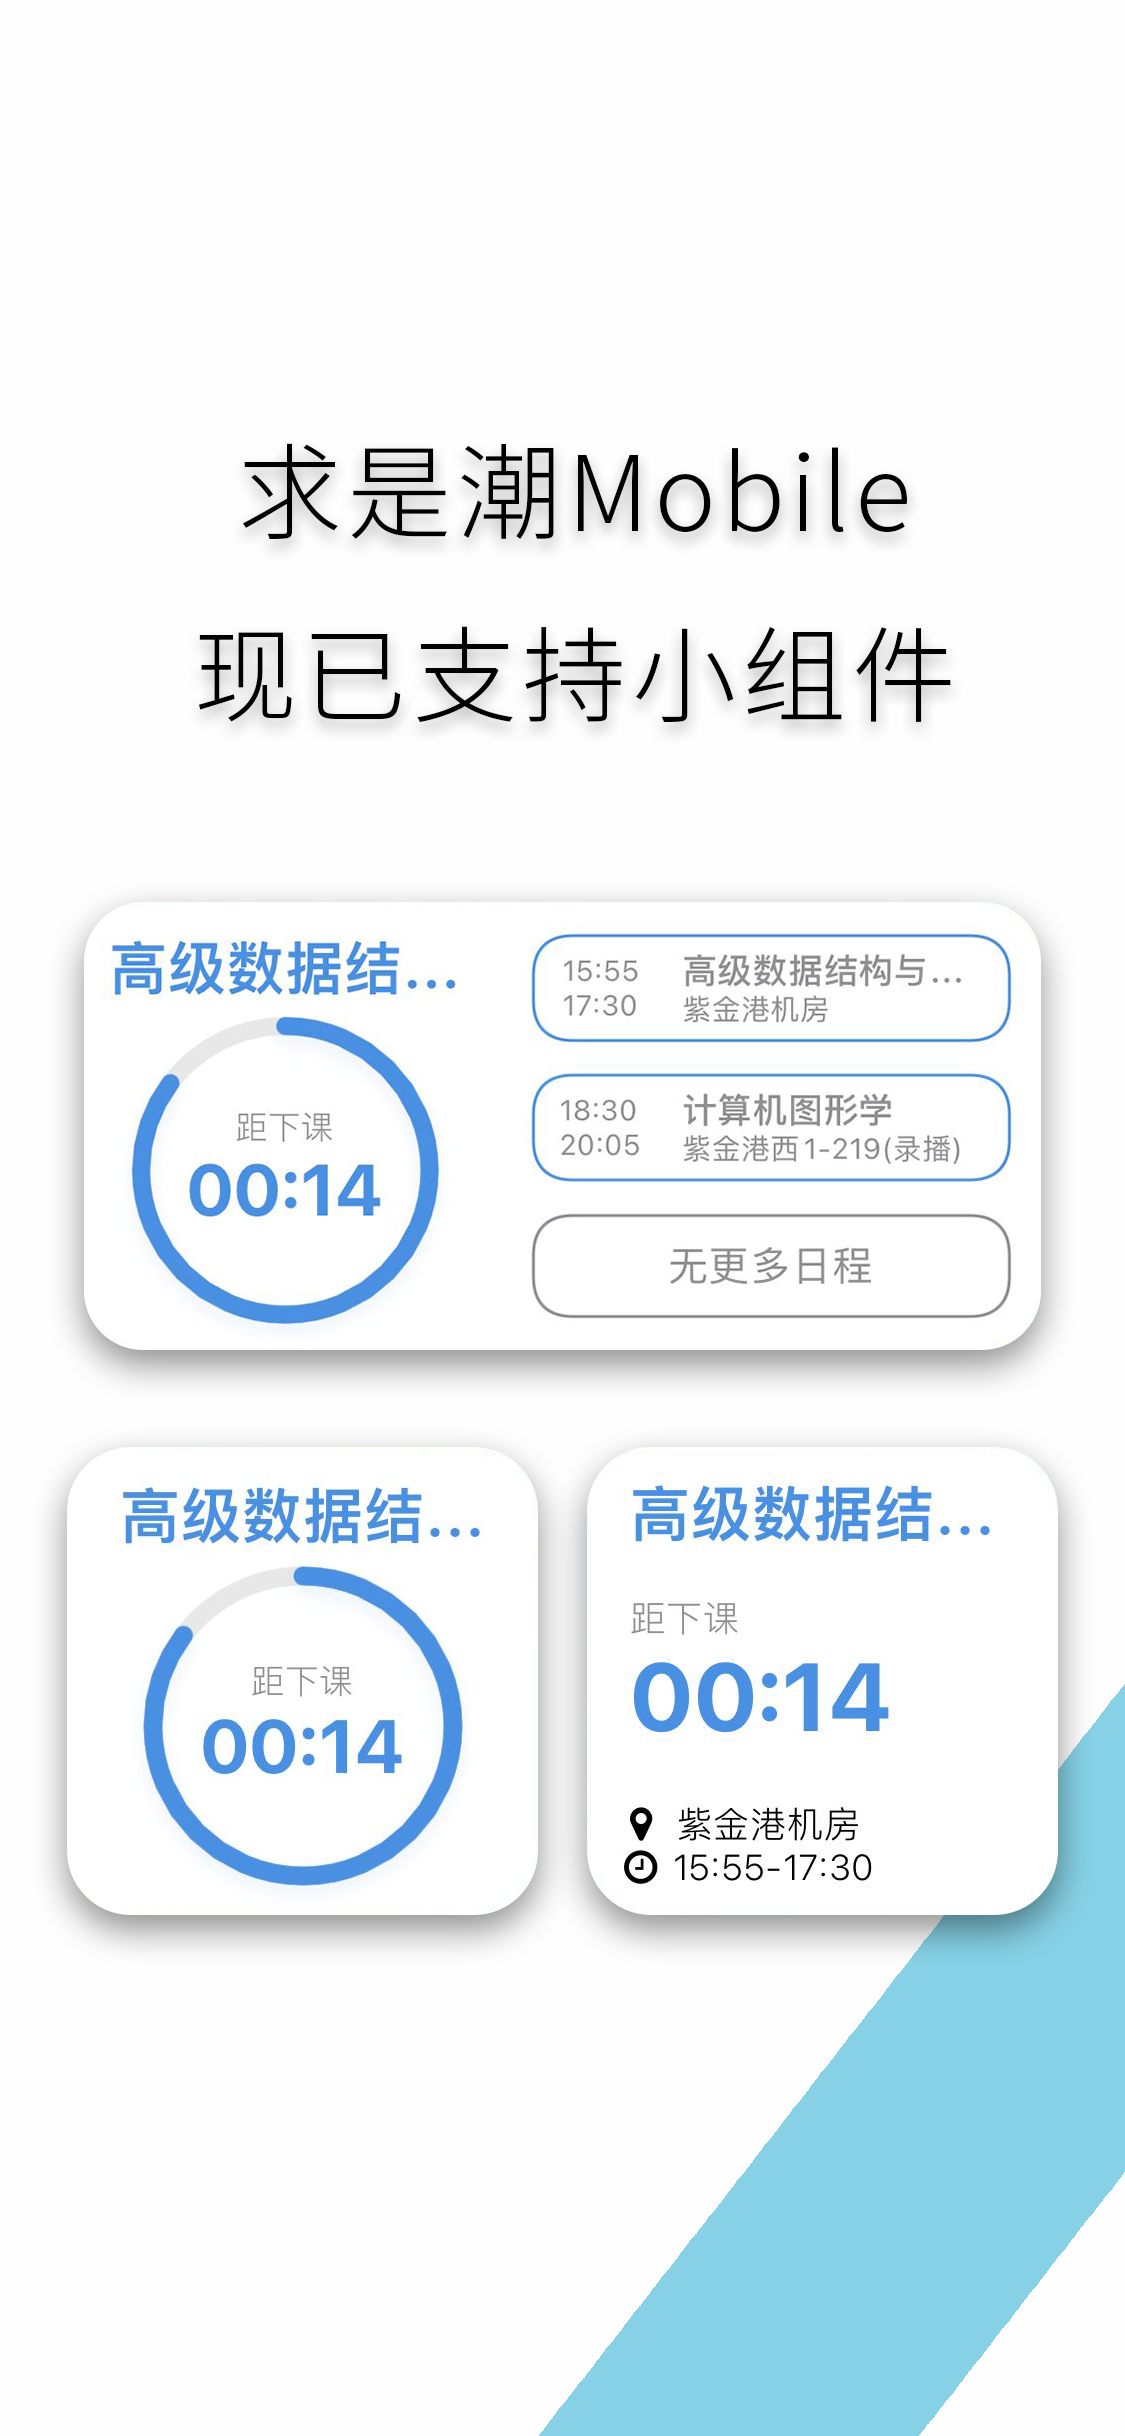 求是潮Mobile
现已支持小组件
高级数据结...
距下课
00:14
15:55
17:30
高级数据结构与...
紫金港机房
18:30
20:05
计算机图形学
紫金港西1-219(录播)
无更多日程
高级数据结...
距下课
00:14
高级数据结...
距下课
00:14
紫金港机房
15:55-17:30